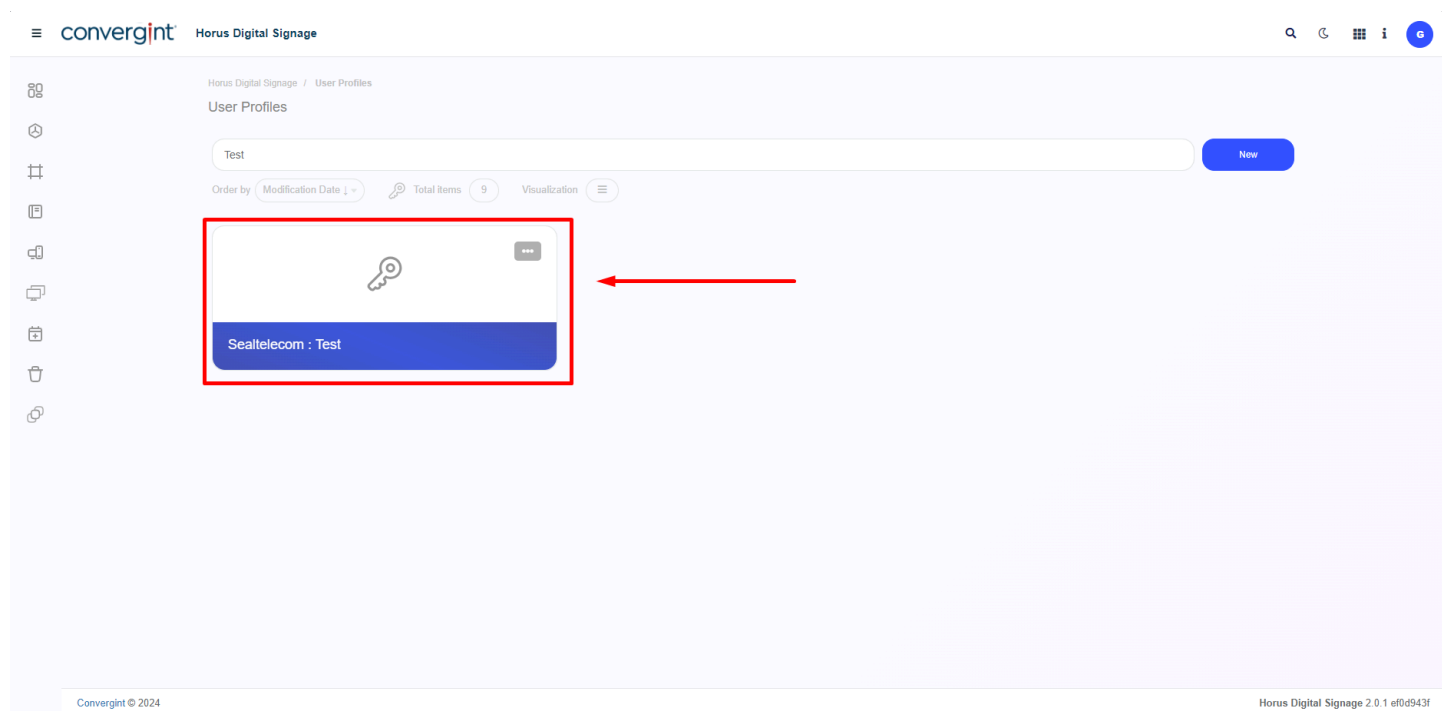 convergint Horus Digital Signage i G
Horus Digital Signage / User Profiles
User Profiles
Test New
Order by Modification Date ↓ Total items 9 Visualization
Sealtelecom : Test
Convergint © 2024 Horus Digital Signage 2.0.1 ef0d943f